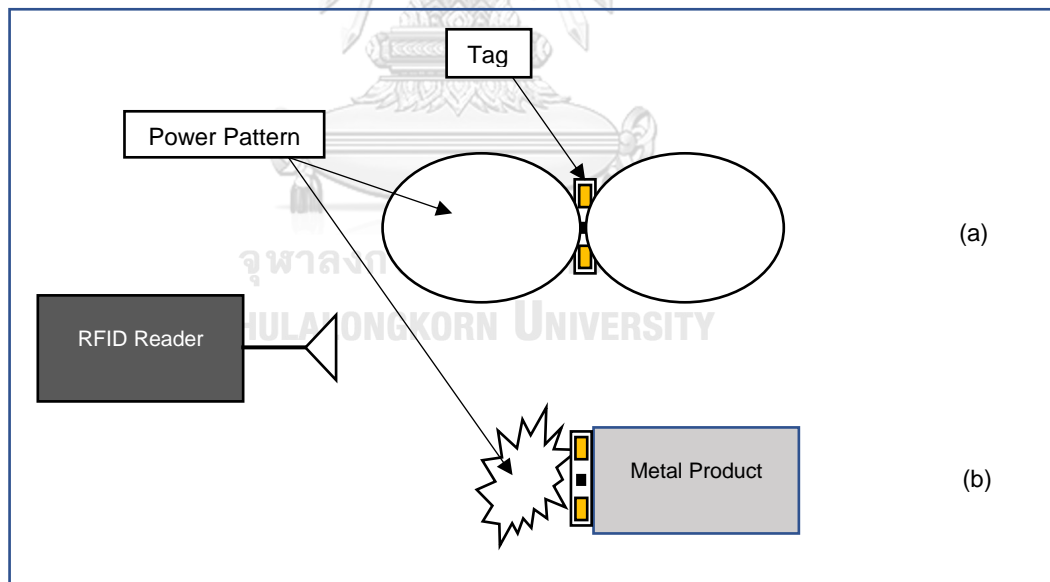 Tag
Power Pattern
(a)
จุฬาลงก
RFID Reader
HULALONGKORN UNIVERSITY
Metal Product
(b)